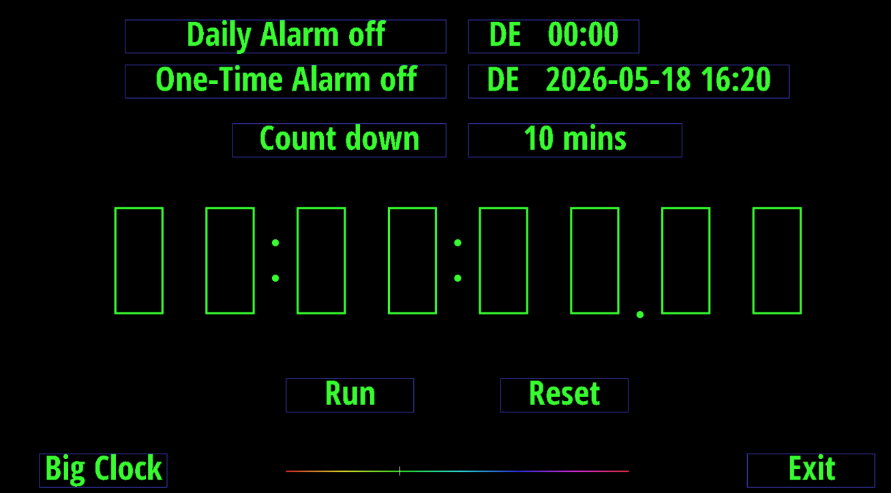 Daily Alarm off DE 00:00
One-Time Alarm off DE 2026-05-18 16:20
Count down 10 mins
Run Reset
Big Clock Exit